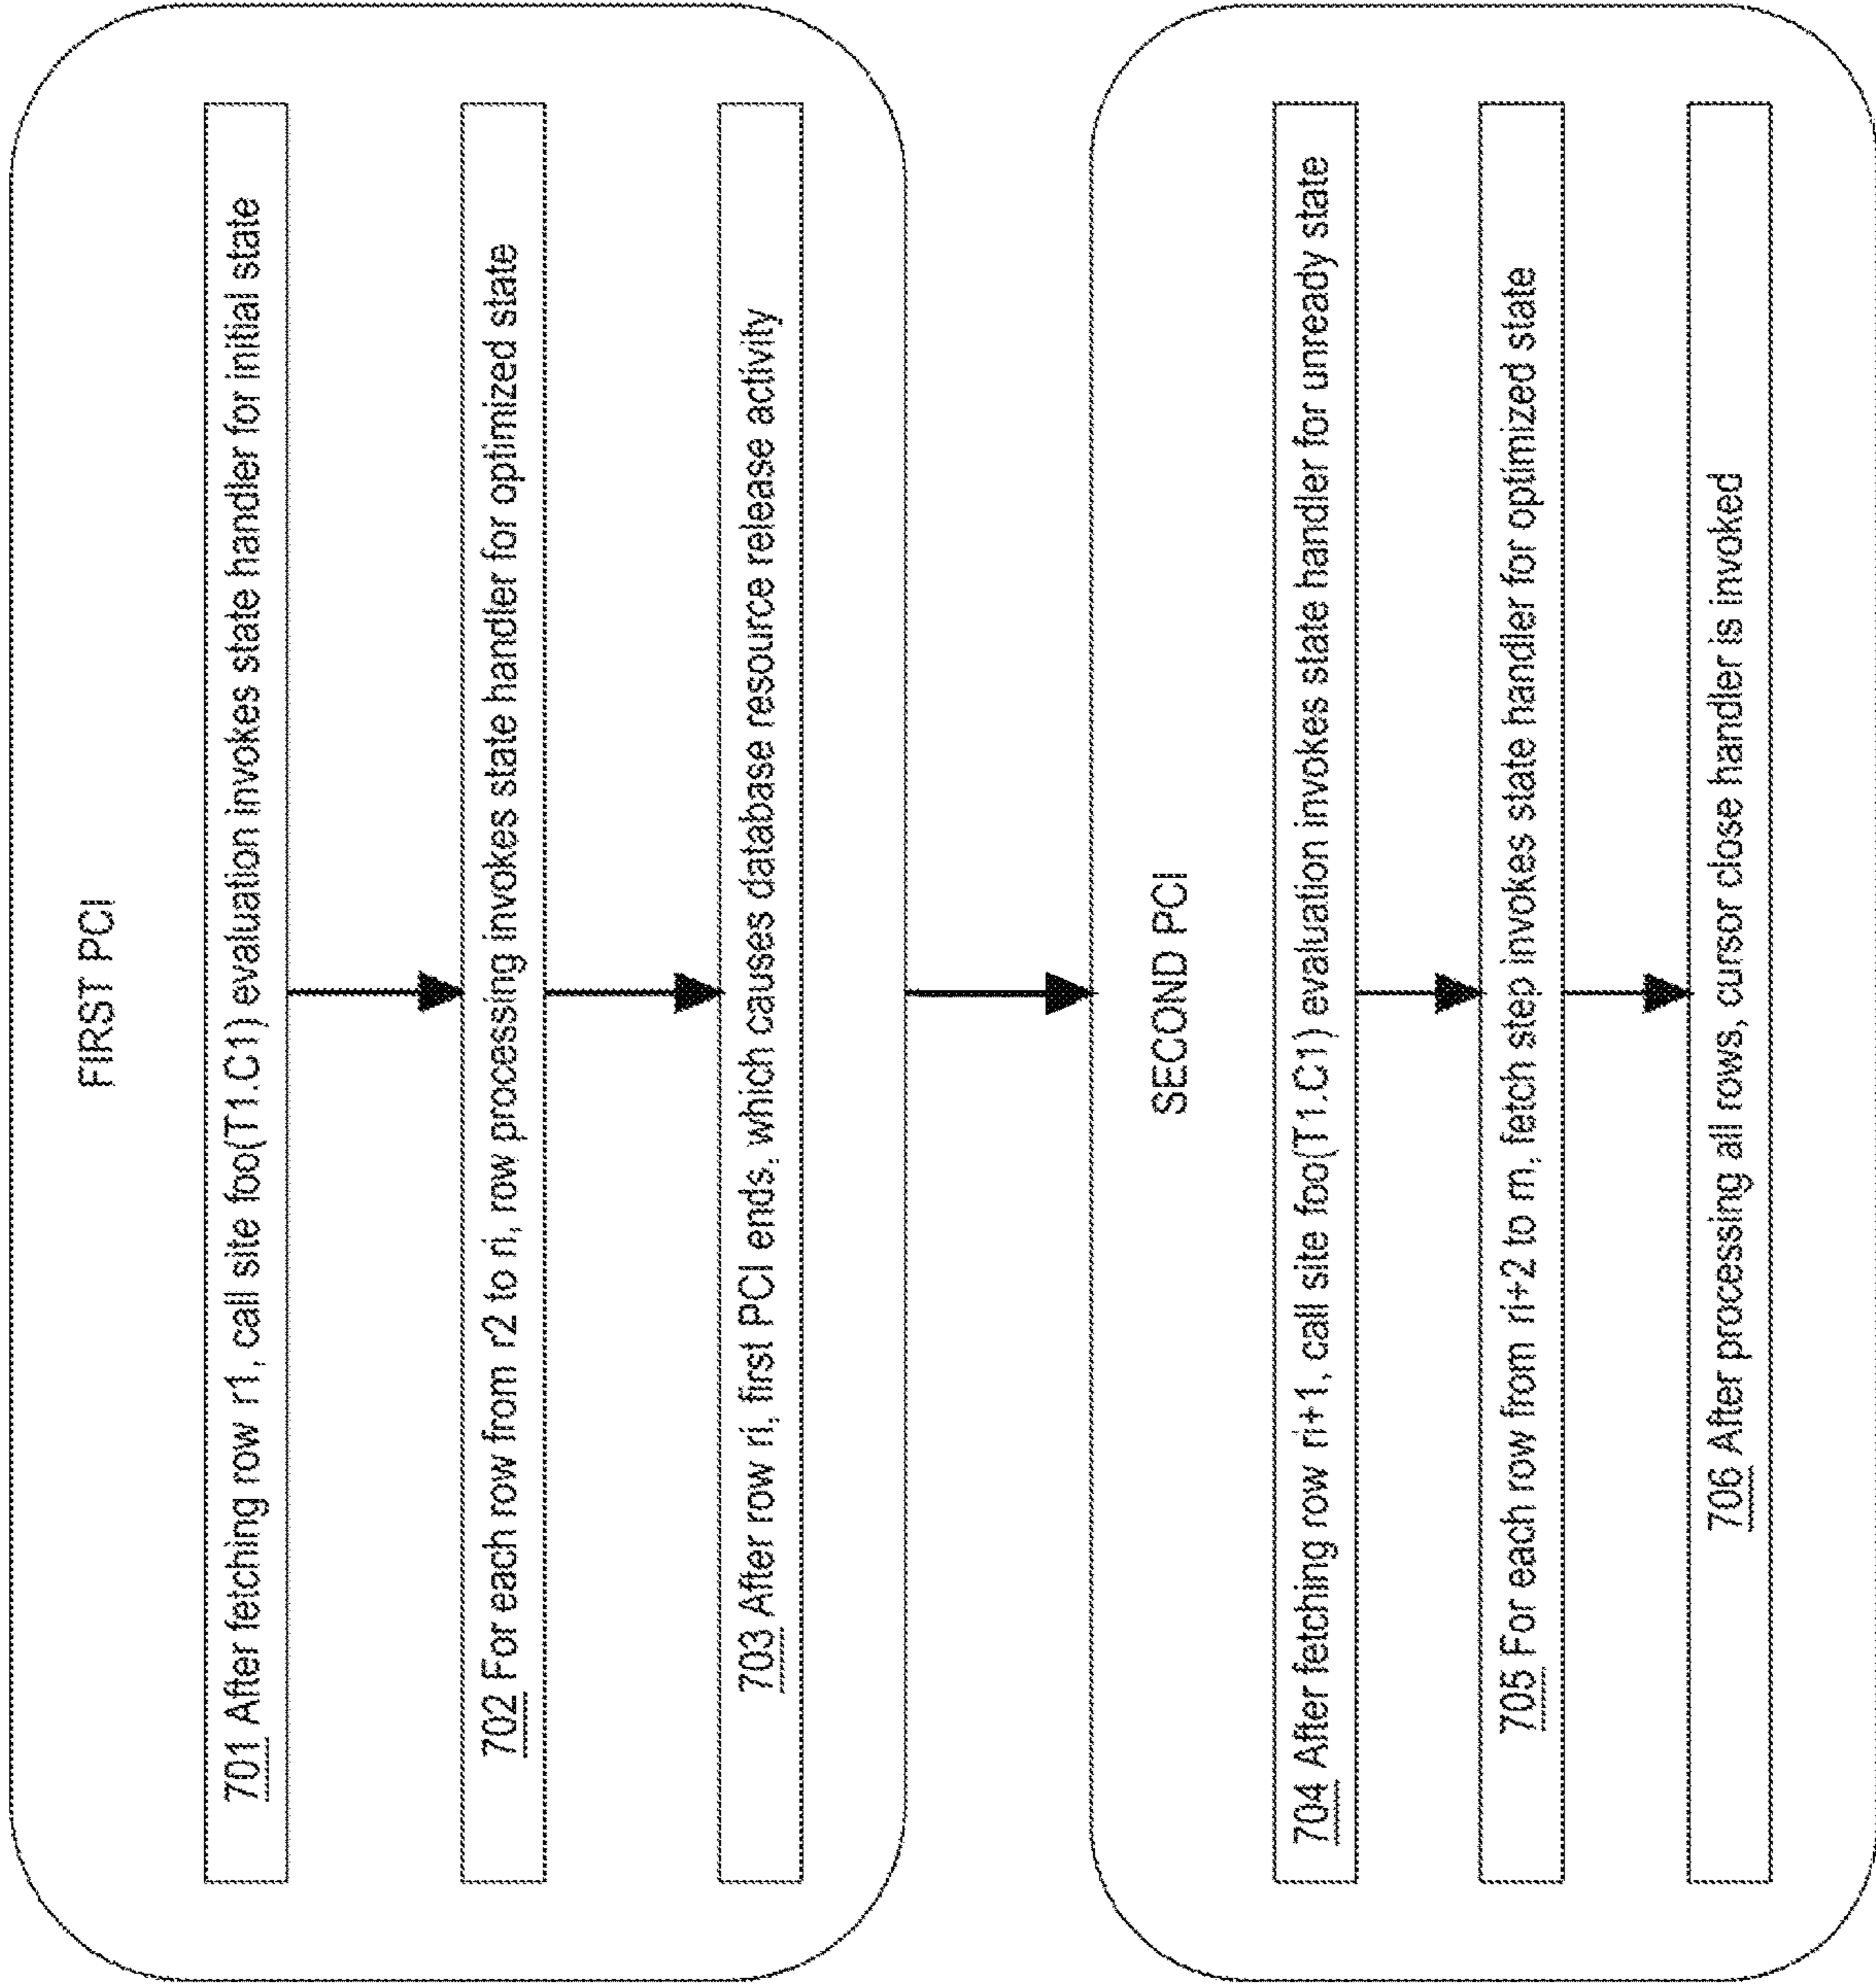 FIRST PCI
701 After fetching row r1, call site foo(T1.C1) evaluation invokes state handler for initial state
702 For each row from r2 to ri, row processing invokes state handler for optimized state
703 After row ri, first PCI ends, which causes database resource release activity
SECOND PCI
704 After fetching row ri+1, call site foo(T1.C1) evaluation invokes state handler for unready state
705 For each row from ri+2 to rn, fetch step invokes state handler for optimized state
706 After processing all rows, cursor close handler is invoked